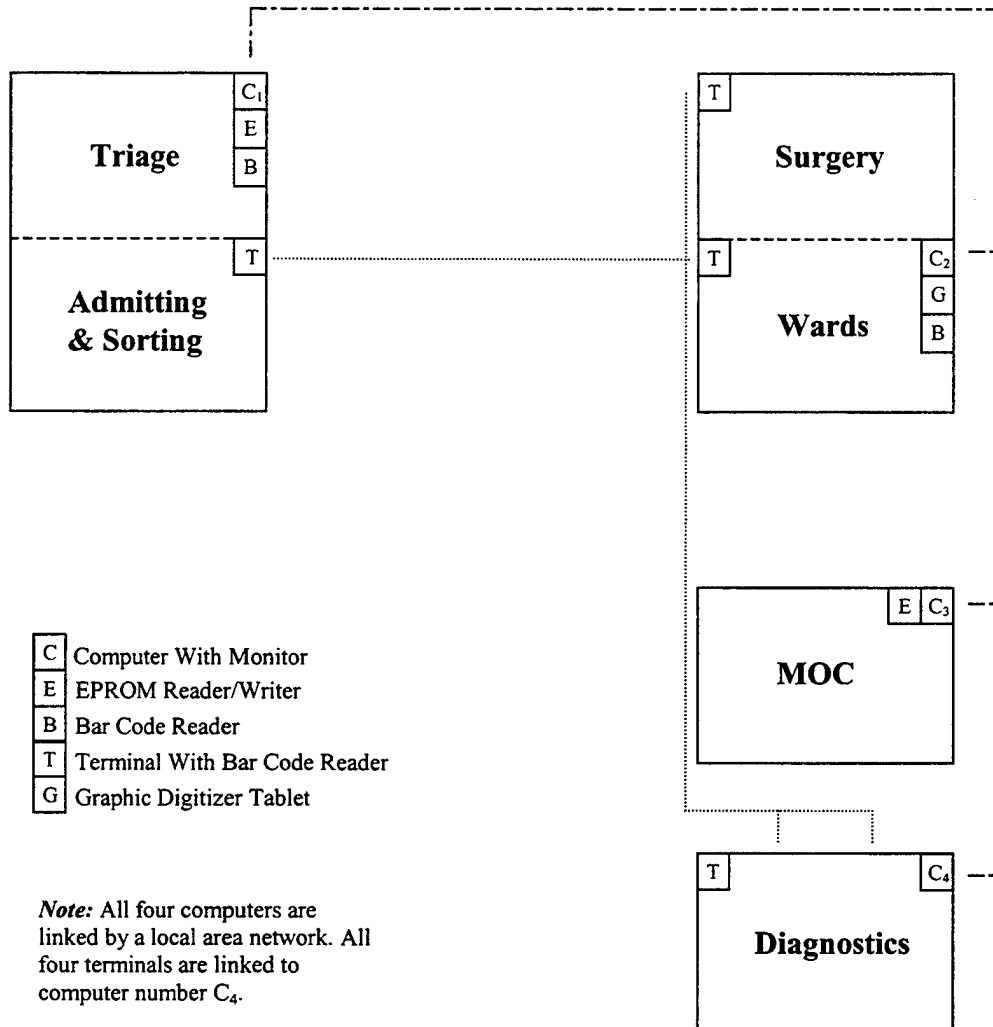 C₁
E
B
Triage
T
Admitting
& Sorting
T
Surgery
T
C₂
G
B
Wards
E C₃
MOC
T
C₄
Diagnostics
C Computer With Monitor
E EPROM Reader/Writer
B Bar Code Reader
T Terminal With Bar Code Reader
G Graphic Digitizer Tablet
Note: All four computers are
linked by a local area network. All
four terminals are linked to
computer number C₄.